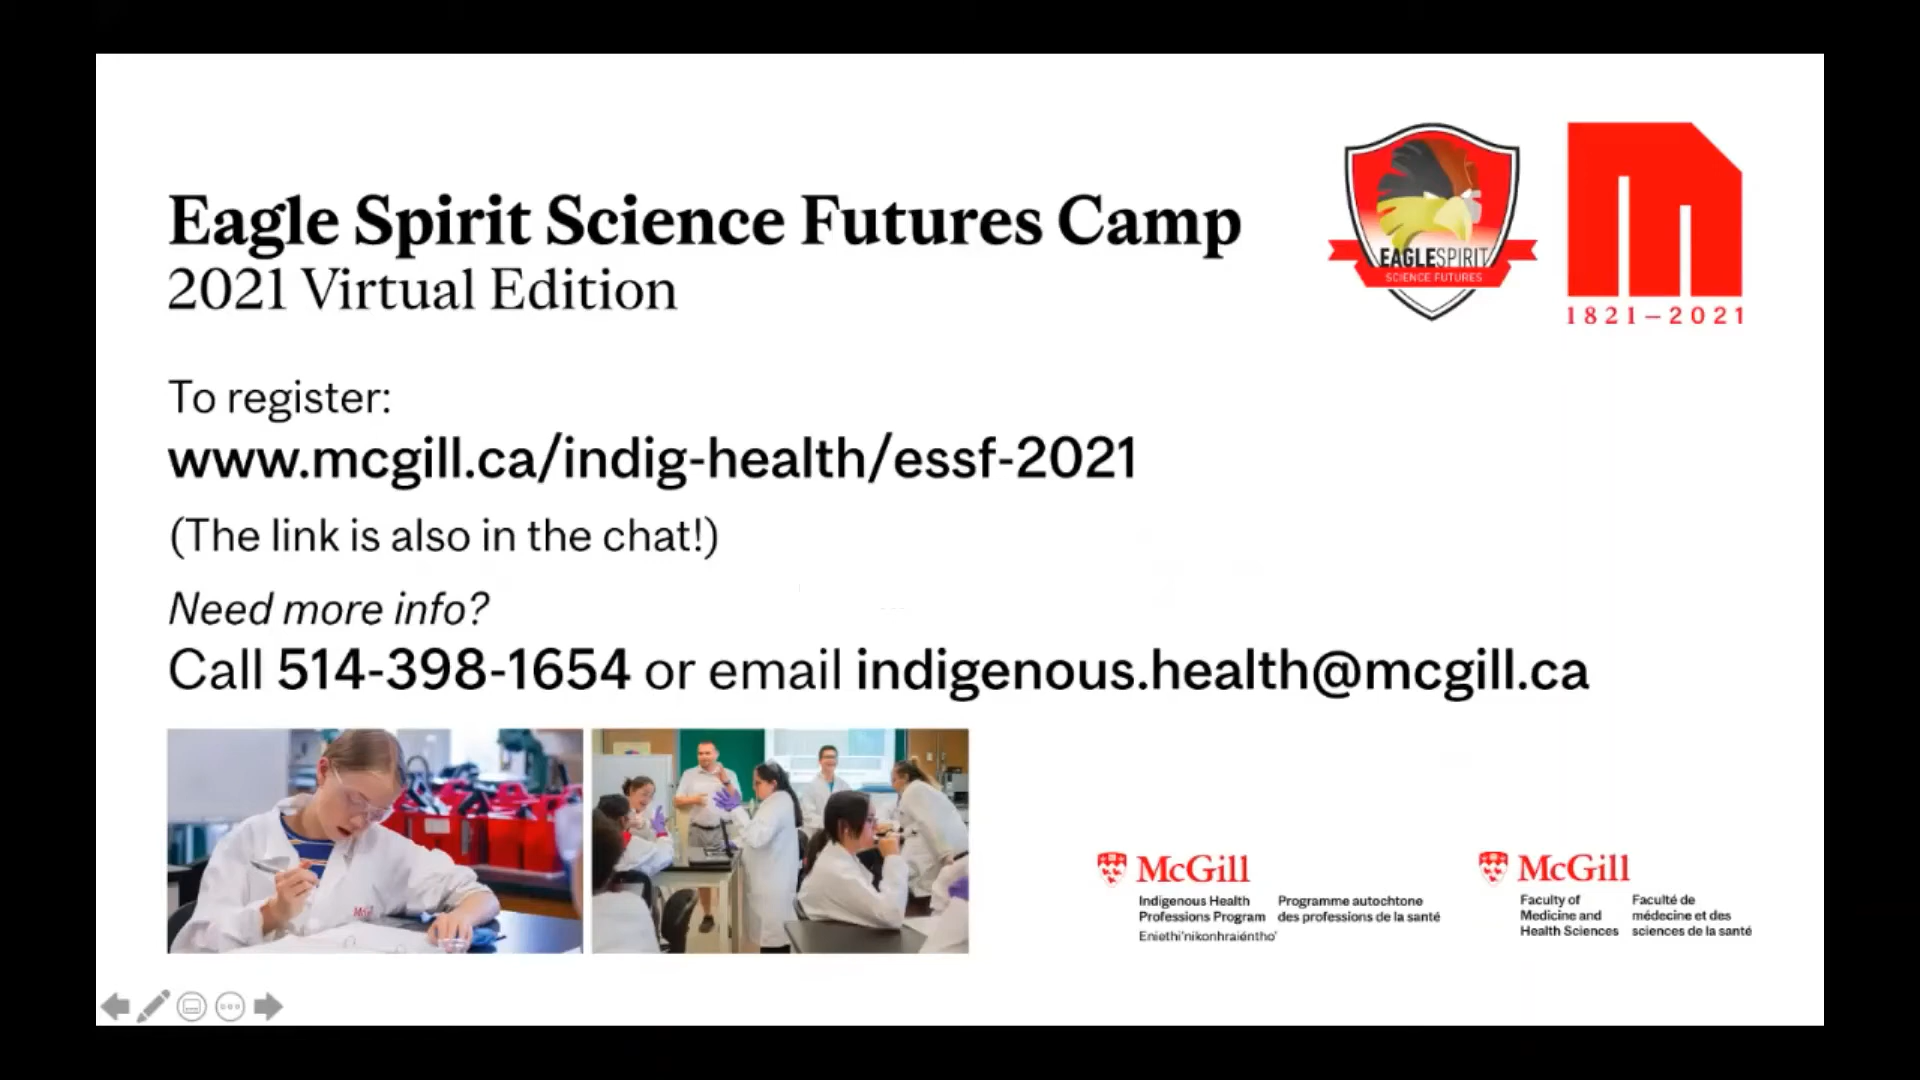 Eagle Spirit Science Futures Camp
2021 Virtual Edition
EAGLESPIRIT
SCIENCE FUTURES
1821–2021
To register:
www.mcgill.ca/indig-health/essf-2021
(The link is also in the chat!)
Need more info?
Call 514-398-1654 or email indigenous.health@mcgill.ca
McGill
Indigenous Health
Professions Program
Eniethi'nikonhraiéntho'
Programme autochtone
des professions de la santé
McGill
Faculty of
Medicine and
Health Sciences
Faculté de
médecine et des
sciences de la santé